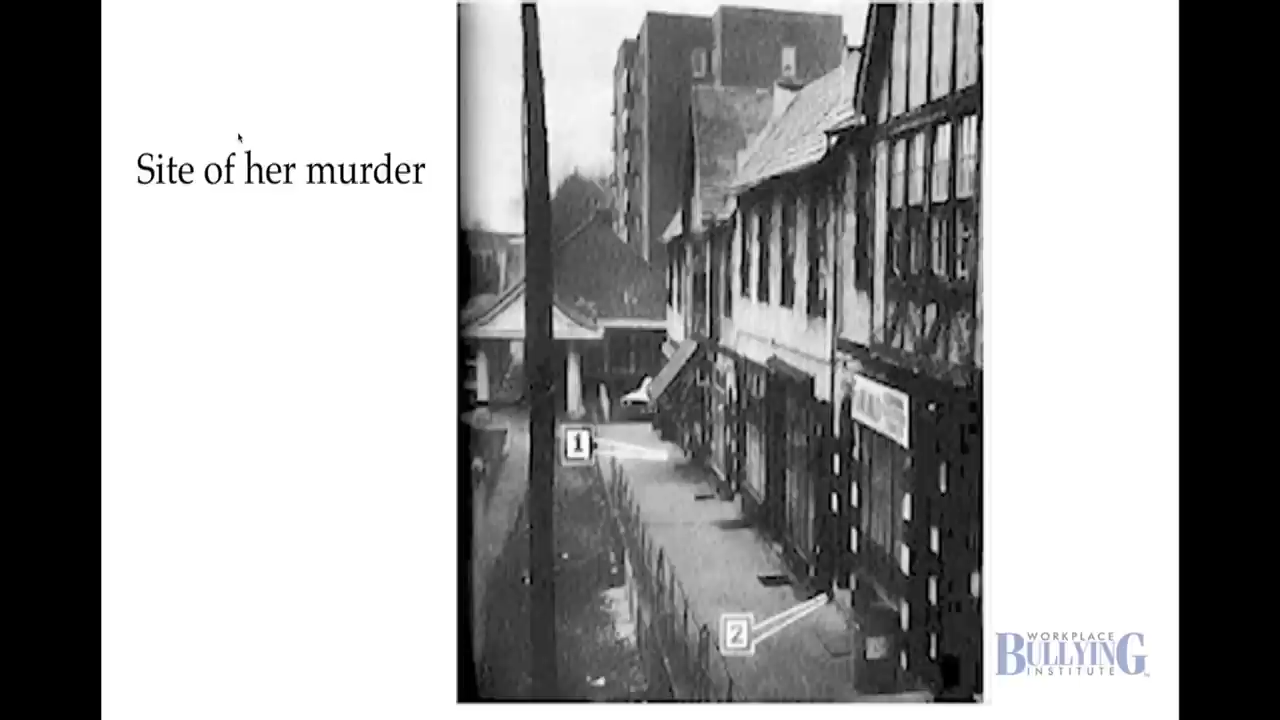 Site of her murder
1
2
WORKPLACE
BULLYING
INSTITUTE